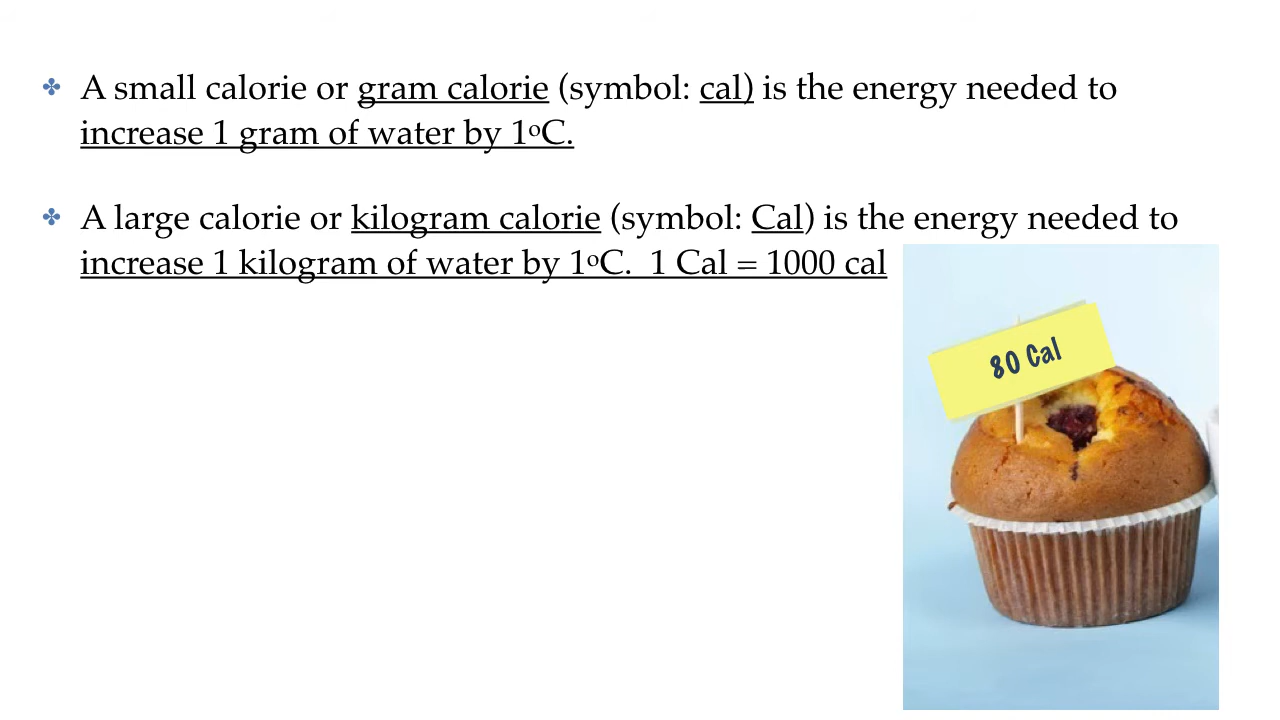 A small calorie or gram calorie (symbol: cal) is the energy needed to
increase 1 gram of water by 1ºC.
A large calorie or kilogram calorie (symbol: Cal) is the energy needed to
increase 1 kilogram of water by 1ºC.  1 Cal = 1000 cal
80 Cal